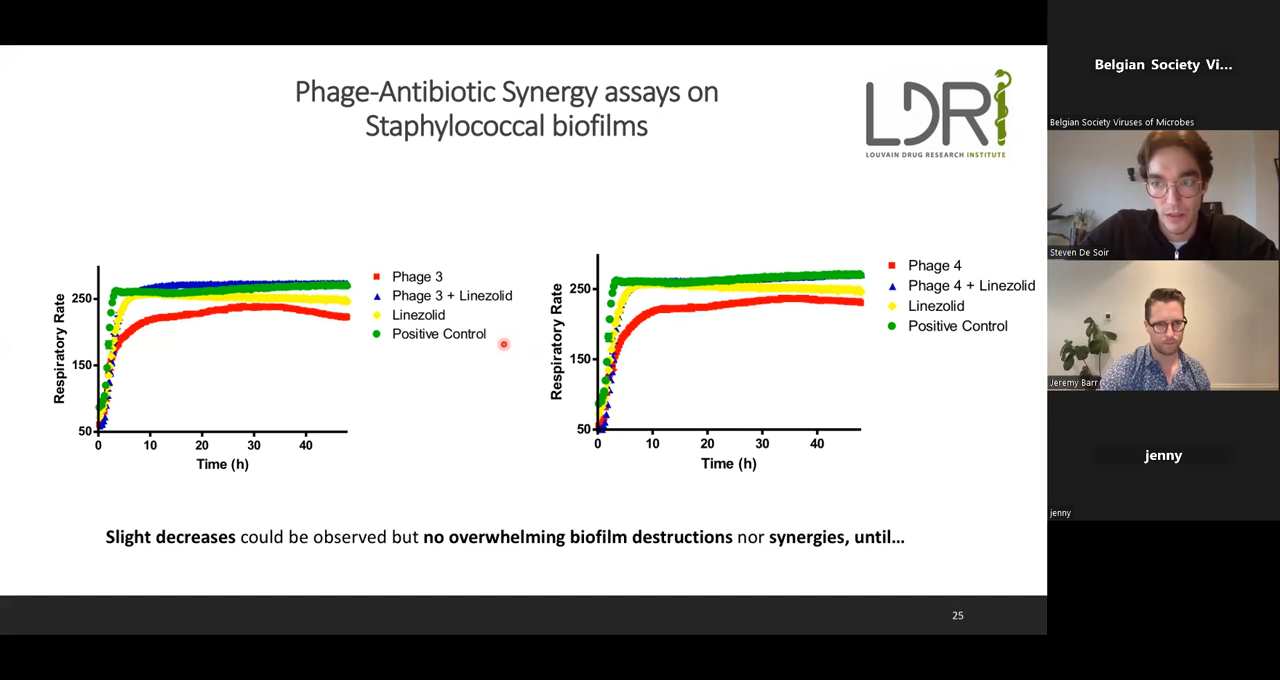 Phage-Antibiotic Synergy assays on
Staphylococcal biofilms
LDRi
LOUVAIN DRUG RESEARCH INSTITUTE
Respiratory Rate
250
150
50
0
10
20
30
40
Time (h)
Phage 3
Phage 3 + Linezolid
Linezolid
Positive Control
Respiratory Rate
250
150
50
0
10
20
30
40
Time (h)
Phage 4
Phage 4 + Linezolid
Linezolid
Positive Control
Slight decreases could be observed but no overwhelming biofilm destructions nor synergies, until...
25
Belgian Society Vi...
Belgian Society Viruses of Microbes
Steven De Soir
Jeremy Barr
jenny
jenny